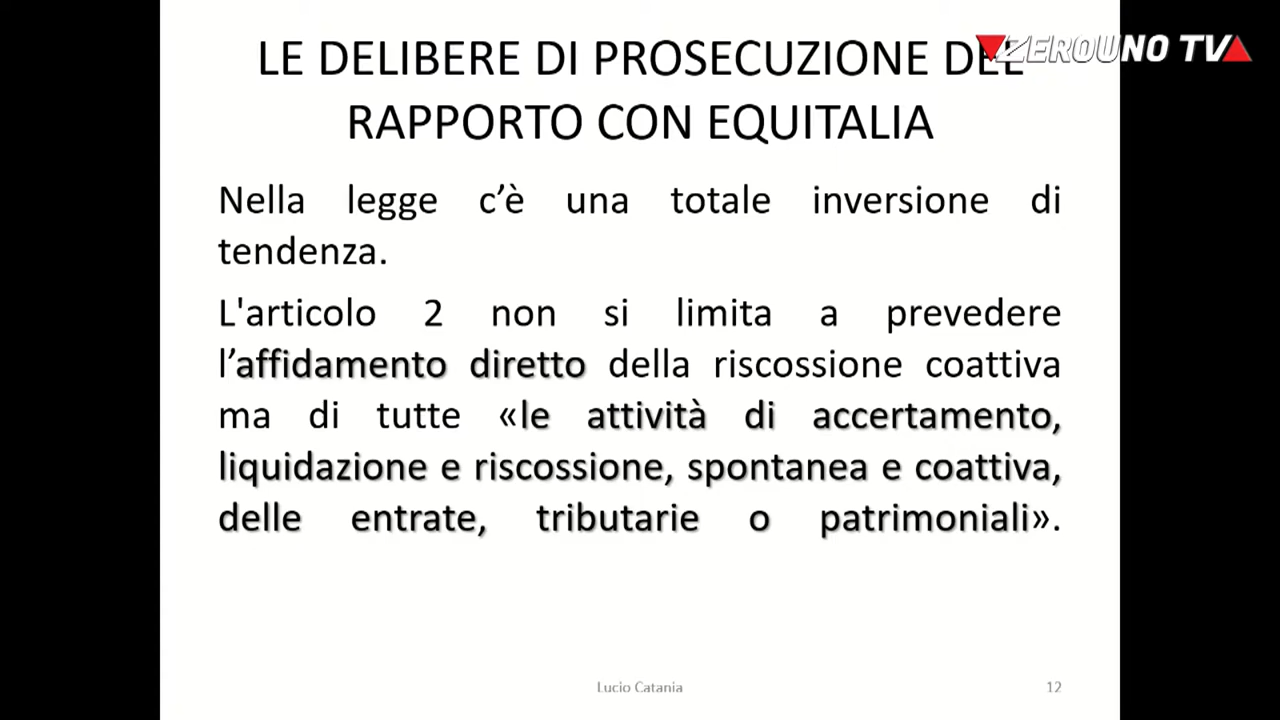 LE DELIBERE DI PROSECUZIONE DEL
RAPPORTO CON EQUITALIA
ZEROUNO TV
Nella legge c’è una totale inversione di
tendenza.
L'articolo 2 non si limita a prevedere
l’affidamento diretto della riscossione coattiva
ma di tutte «le attività di accertamento,
liquidazione e riscossione, spontanea e coattiva,
delle entrate, tributarie o patrimoniali».
Lucio Catania
12